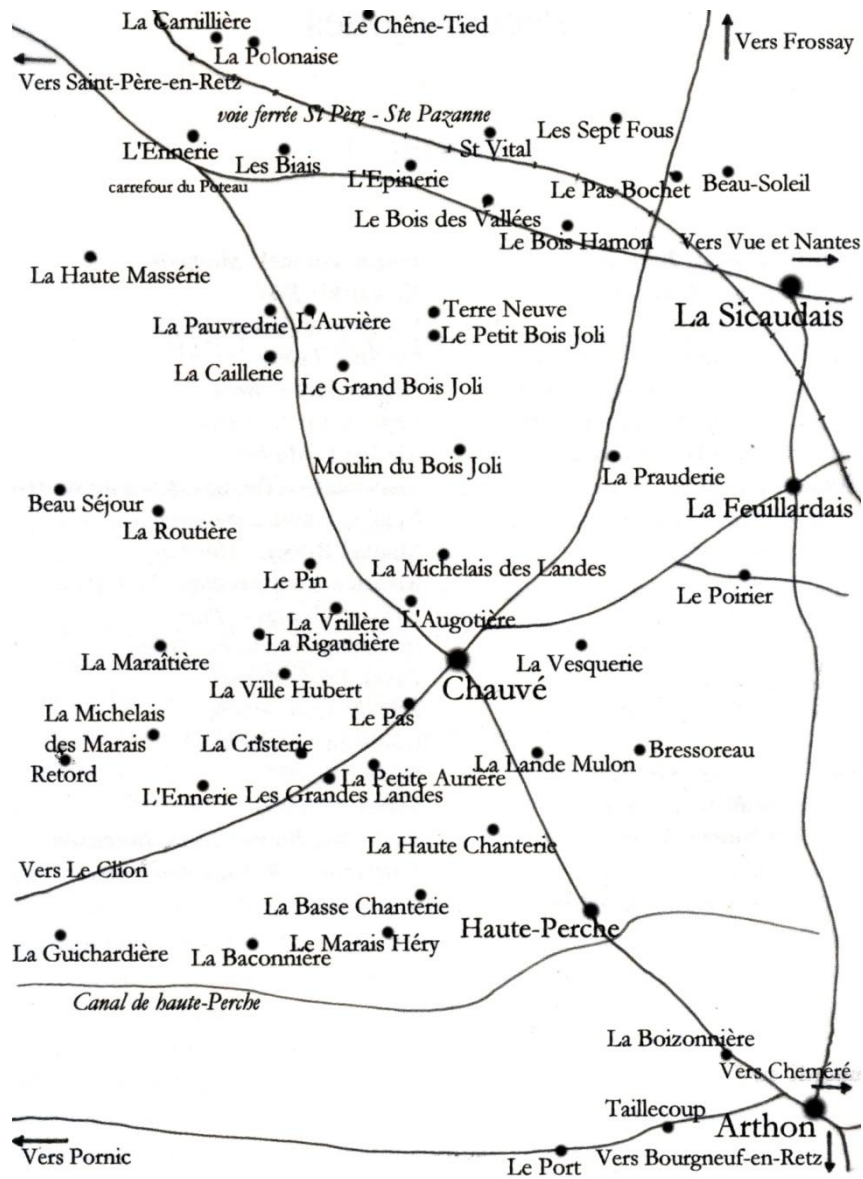 La Camillière
Le Chêne-Tied
La Polonaise
Vers Frossay
Vers Saint-Père-en-Retz
voie ferrée St Père - Ste Pazanne
Les Sept Fous
L'Ennerie
Les Biais
St Vital
L'Epinerie
carrefour du Poteau
Le Pas Bochet
Beau-Soleil
Le Bois des Vallées
Le Bois Hamon
Vers Vue et Nantes
La Haute Massérie
La Sicaudais
La Pauvredrie
L'Auvière
Terre Neuve
Le Petit Bois Joli
La Caillerie
Le Grand Bois Joli
Moulin du Bois Joli
La Prauderie
Beau Séjour
La Routière
La Feuillardais
Le Pin
La Michelais des Landes
Le Poirier
La Vrillère
L'Augotière
La Rigaudière
La Maraîtière
La Vesquerie
La Ville Hubert
Chauvé
Le Pas
La Michelais
des Marais
La Cristerie
La Lande Mulon
Bressoreau
Retord
La Petite Aurière
L'Ennerie
Les Grandes Landes
La Haute Chanterie
Vers Le Clion
La Basse Chanterie
Haute-Perche
La Guichardière
La Baconnière
Le Marais Héry
Canal de haute-Perche
La Boizonnière
Vers Cheméré
Taillecoup
Arthon
Vers Pornic
Le Port
Vers Bourgneuf-en-Retz